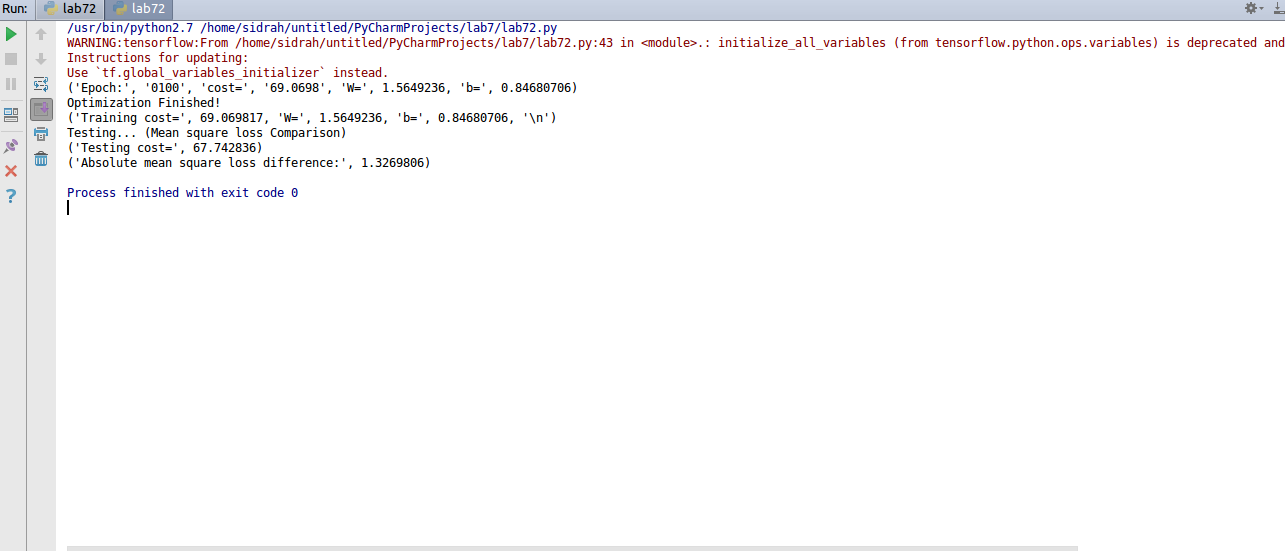 Run: lab72 lab72
/usr/bin/python2.7 /home/sidrah/untitled/PyCharmProjects/lab7/lab72.py
WARNING:tensorflow:From /home/sidrah/untitled/PyCharmProjects/lab7/lab72.py:43 in <module>.: initialize_all_variables (from tensorflow.python.ops.variables) is deprecated and
Instructions for updating:
Use `tf.global_variables_initializer` instead.
('Epoch:', '0100', 'cost=', '69.0698', 'W=', 1.5649236, 'b=', 0.84680706)
Optimization Finished!
('Training cost=', 69.069817, 'W=', 1.5649236, 'b=', 0.84680706, '\n')
Testing... (Mean square loss Comparison)
('Testing cost=', 67.742836)
('Absolute mean square loss difference:', 1.3269806)
Process finished with exit code 0